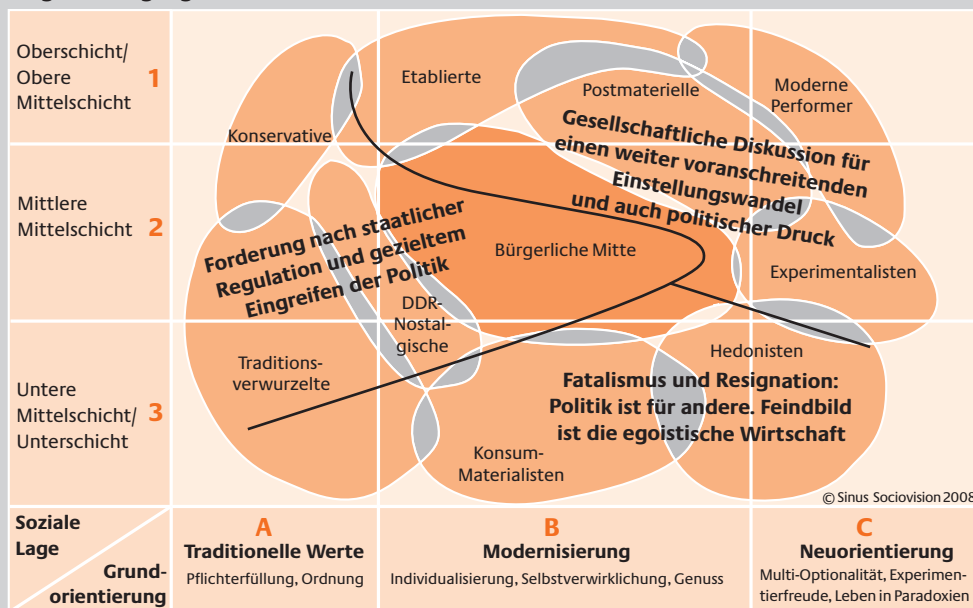 Oberschicht/
Obere
Mittelschicht
1
Mittlere
Mittelschicht
2
Untere
Mittelschicht/
Unterschicht
3
Konservative
Etablierte
Postmaterielle
Moderne
Performer
Gesellschaftliche Diskussion für
einen weiter voranschreitenden
Einstellungswandel
und auch politischer Druck
Forderung nach staatlicher
Regulation und gezieltem
Eingreifen der Politik
Bürgerliche Mitte
Experimentalisten
DDR-
Nostal-
gische
Traditions-
verwurzelte
Hedonisten
Fatalismus und Resignation:
Politik ist für andere. Feindbild
ist die egoistische Wirtschaft
Konsum-
Materialisten
© Sinus Sociovision 2008
Soziale
Lage
Grund-
orientierung
A
Traditionelle Werte
Pflichterfüllung, Ordnung
B
Modernisierung
Individualisierung, Selbstverwirklichung, Genuss
C
Neuorientierung
Multi-Optionalität, Experimen-
tierfreude, Leben in Paradoxien